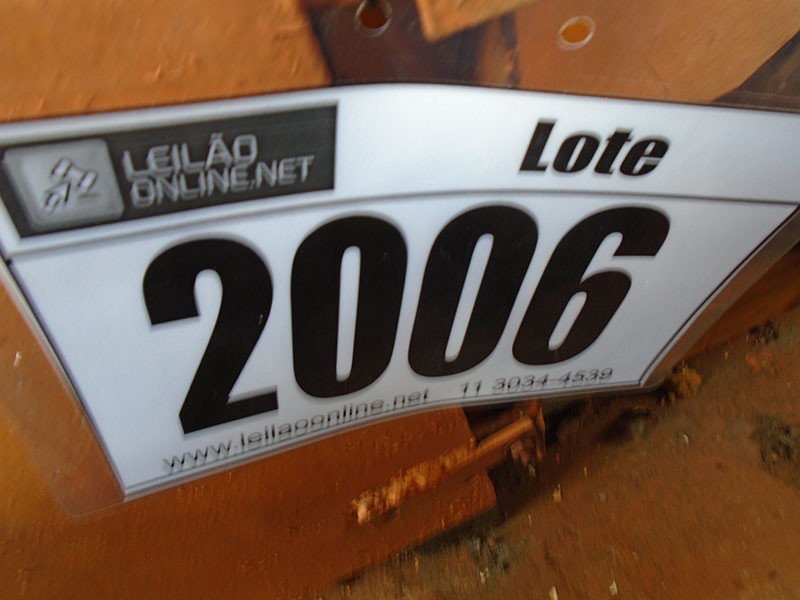 LEILÃO
ONLINE.NET
Lote
2006
www.leilaoonline.net 11 3034-4539